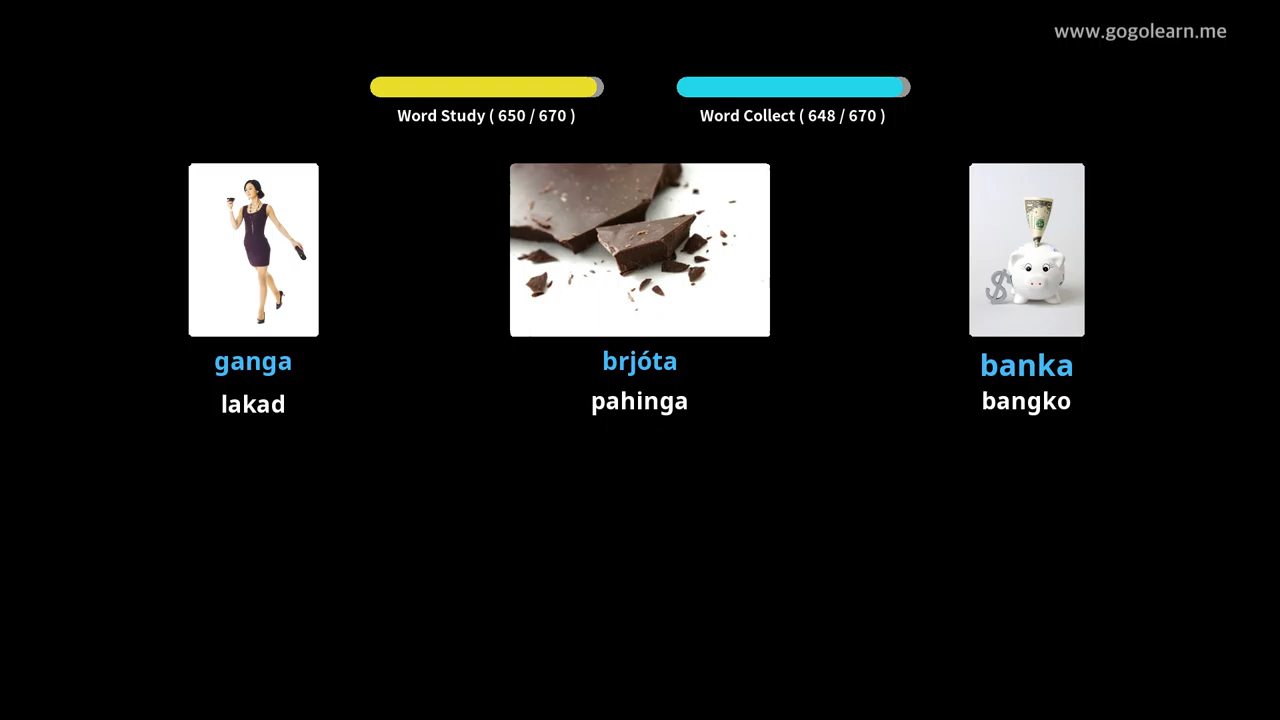 www.gogolearn.me
Word Study ( 650 / 670 )
Word Collect ( 648 / 670 )
ganga
brjóta
banka
lakad
pahinga
bangko